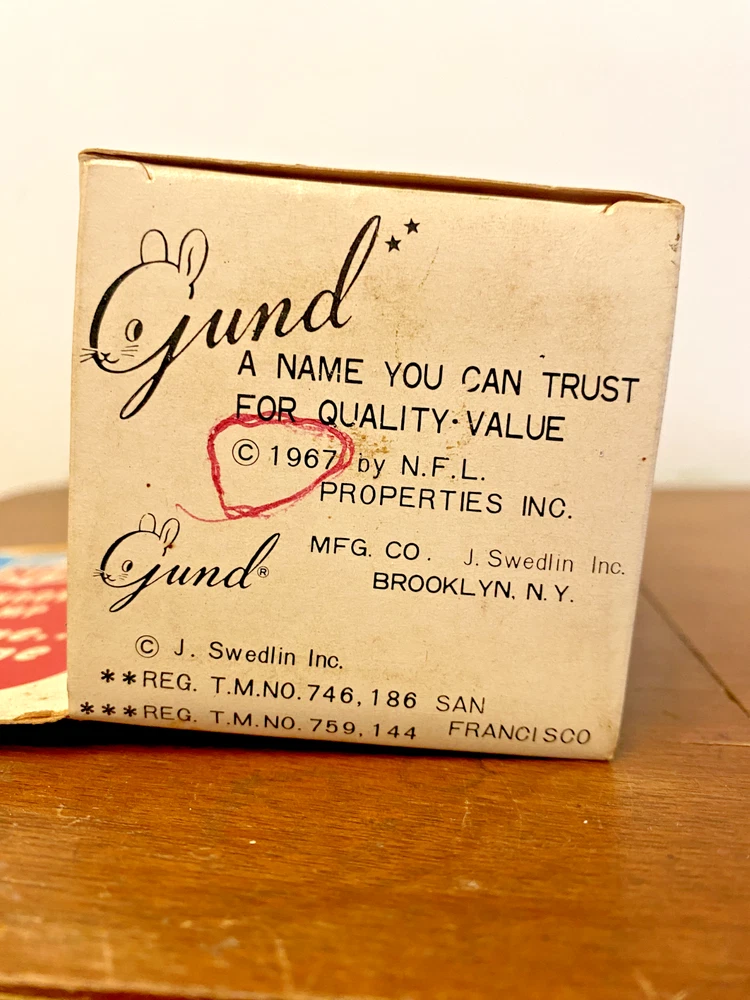 Gund
A NAME YOU CAN TRUST
FOR QUALITY·VALUE
© 1967 by N.F.L.
PROPERTIES INC.
Gund® MFG. CO. J. Swedlin Inc.
BROOKLYN, N.Y.
© J. Swedlin Inc.
**REG. T.M.NO. 746,186 SAN
***REG. T.M.NO. 759,144 FRANCISCO